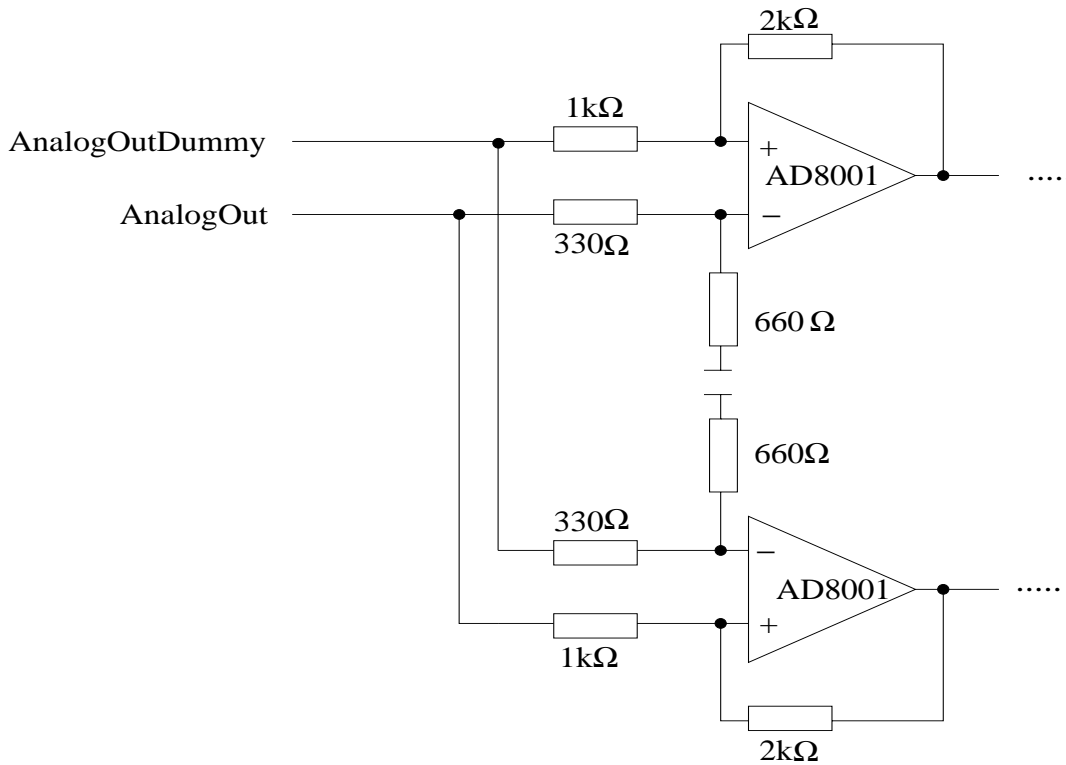 2kΩ
1kΩ
AnalogOutDummy
+
AD8001
....
AnalogOut
−
330Ω
660 Ω
660Ω
330Ω
−
AD8001
.....
+
1kΩ
2kΩ